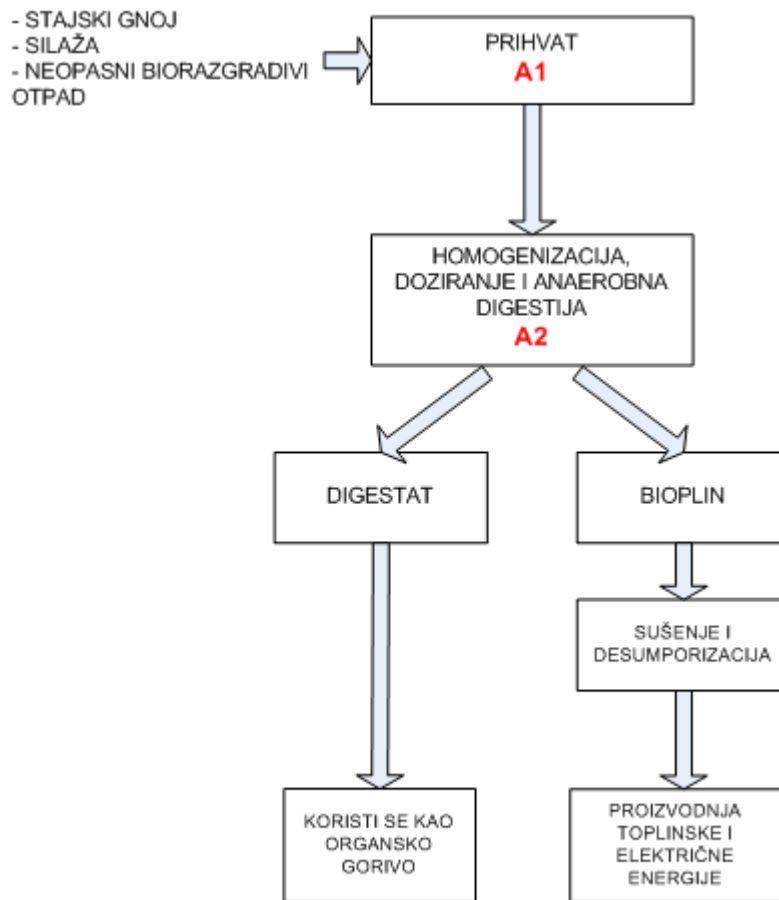 - STAJSKI GNOJ
- SILAŽA
- NEOPASNI BIORAZGRADIVI
OTPAD
PRIHVAT
A1
HOMOGENIZACIJA,
DOZIRANJE I ANAEROBNA
DIGESTIJA
A2
DIGESTAT
BIOPLIN
SUŠENJE I
DESUMPORIZACIJA
KORISTI SE KAO
ORGANSKO
GORIVO
PROIZVODNJA
TOPLINSKE I
ELEKTRIČNE
ENERGIJE